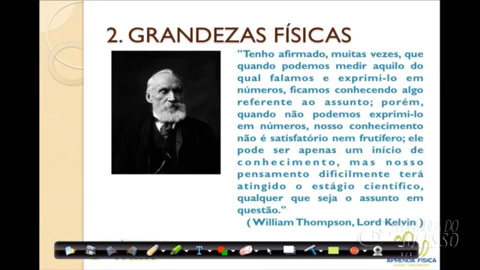 2. GRANDEZAS FÍSICAS
"Tenho afirmado, muitas vezes, que
quando podemos medir aquilo do
qual falamos e exprimi-lo em
números, ficamos conhecendo algo
referente ao assunto; porém,
quando não podemos exprimi-lo
em números, nosso conhecimento
não é satisfatório nem frutífero; ele
pode ser apenas um início de
conhecimento, mas nosso
pensamento dificilmente terá
atingido o estágio científico,
qualquer que seja o assunto em
questão."
( William Thompson, Lord Kelvin )
APRENDA FÍSICA